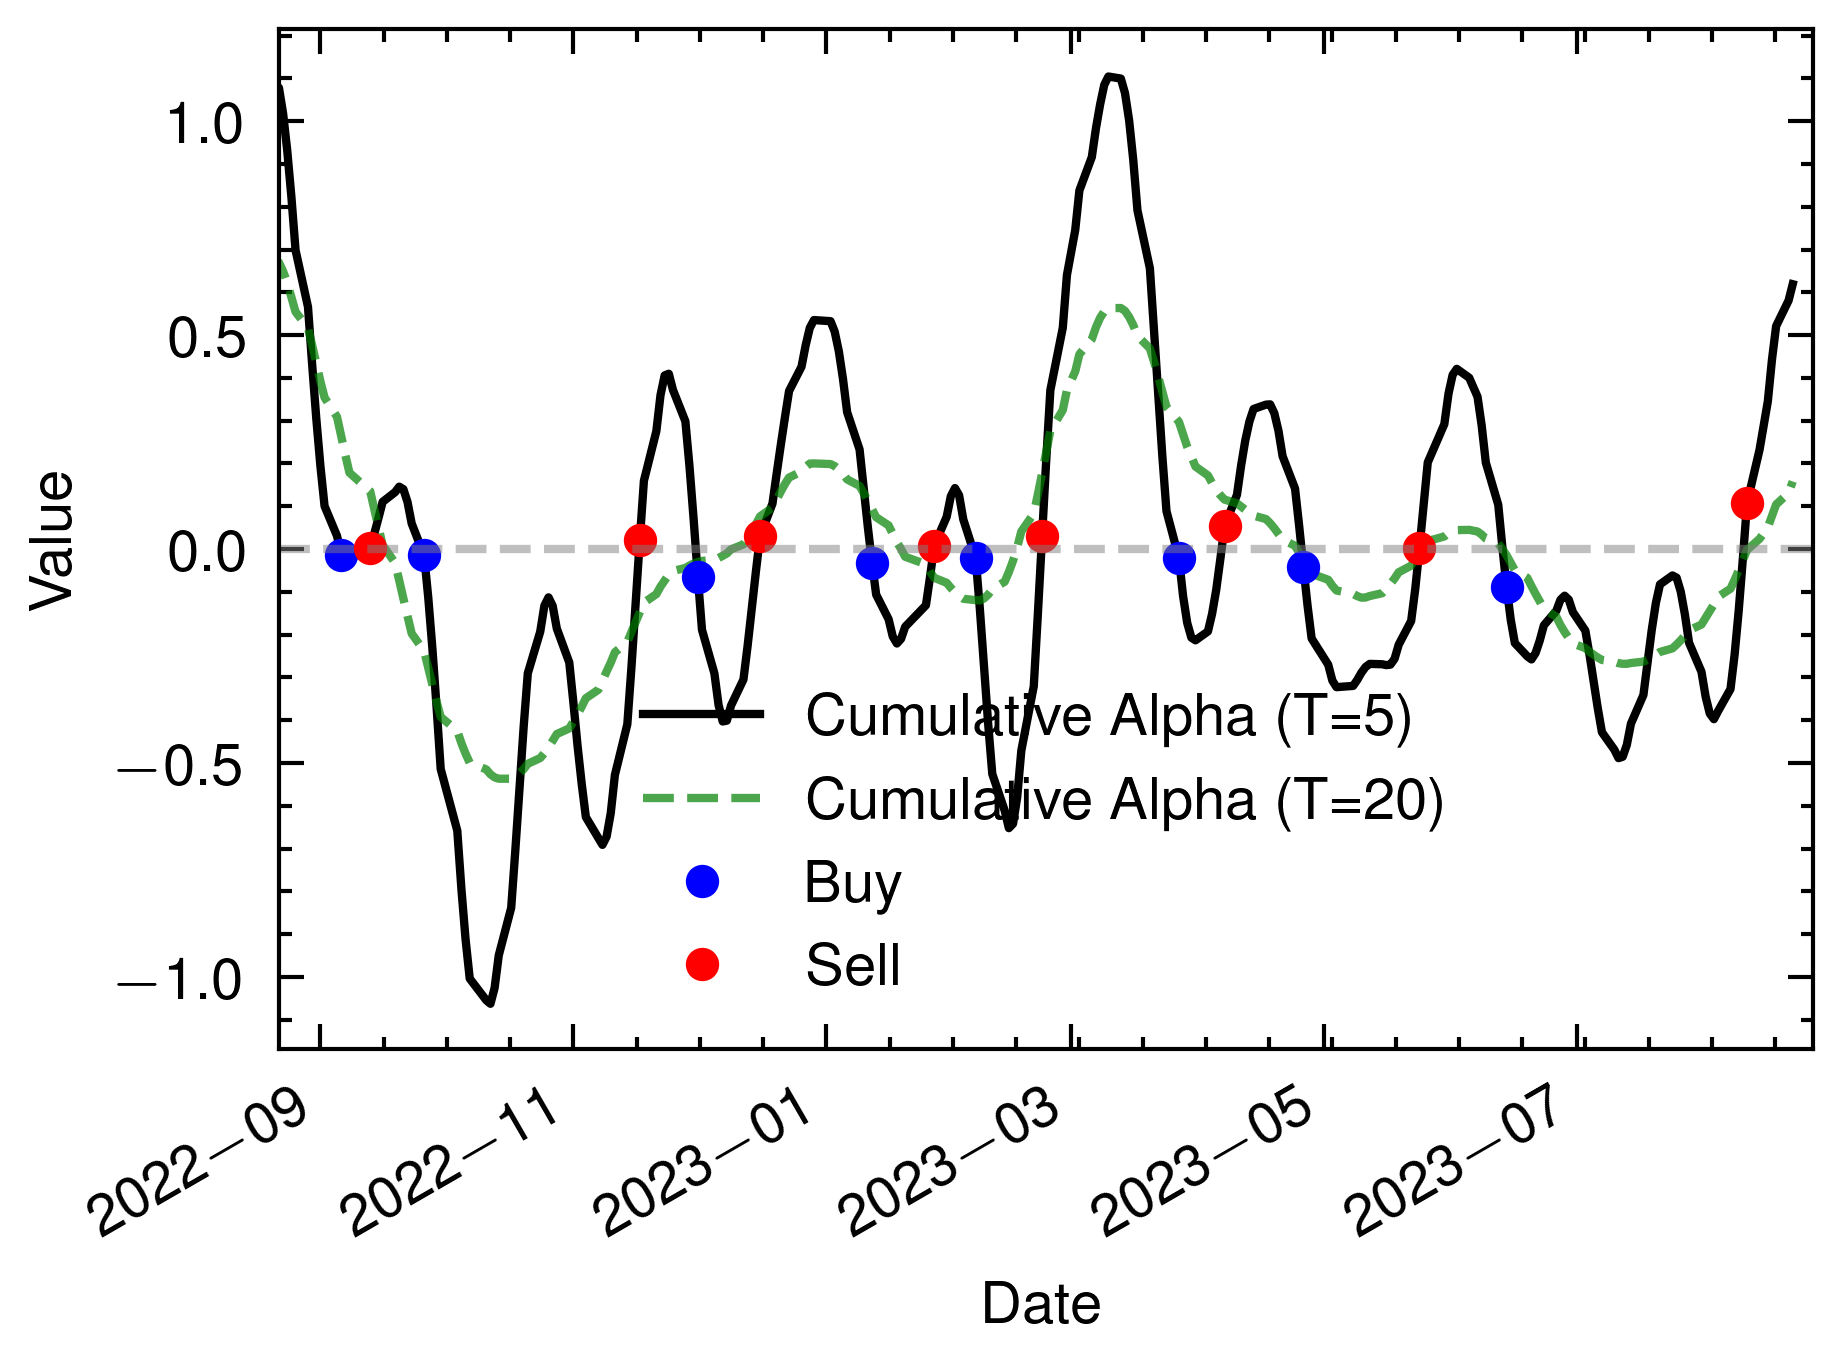 1.0
0.5
0.0
−0.5
−1.0
Value
Cumulative Alpha (T=5)
Cumulative Alpha (T=20)
Buy
Sell
2022−09
2022−11
2023−01
2023−03
2023−05
2023−07
Date